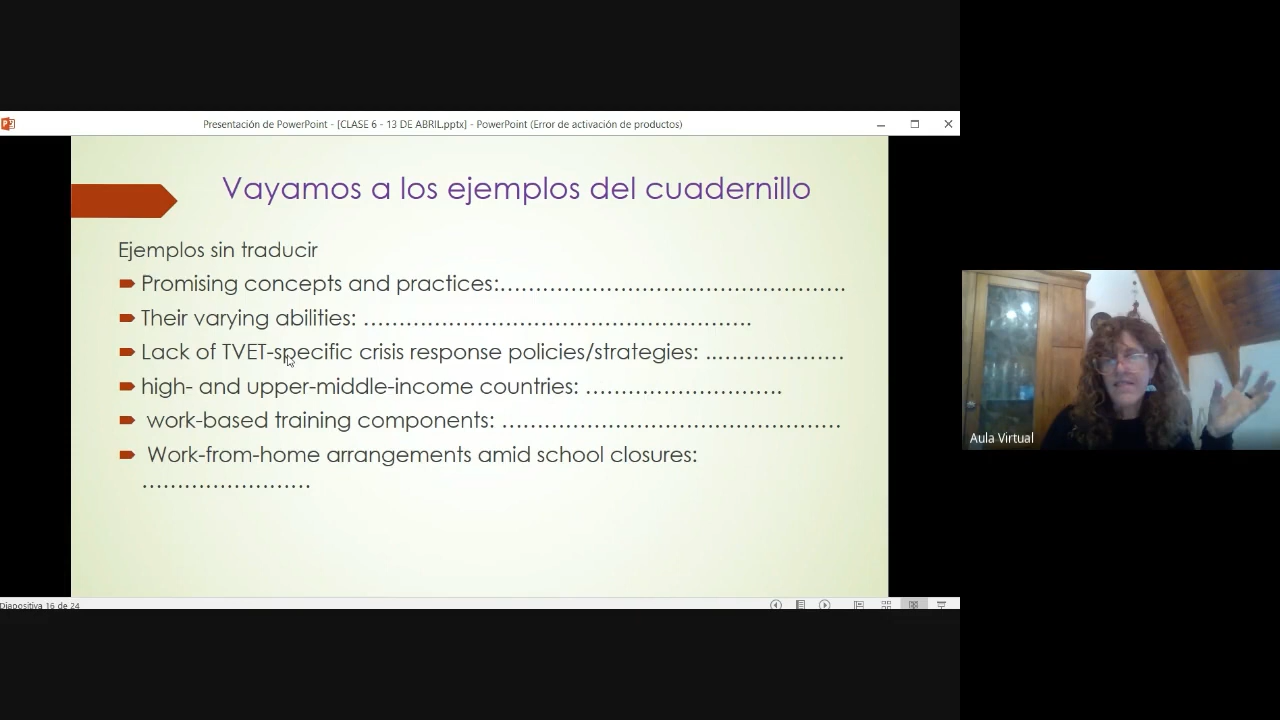 Presentación de PowerPoint - [CLASE 6 - 13 DE ABRIL.pptx] - PowerPoint (Error de activación de productos)
Vayamos a los ejemplos del cuadernillo
Ejemplos sin traducir
Promising concepts and practices:…………………………………………….
Their varying abilities: ……………………………………………….
Lack of TVET-specific crisis response policies/strategies: ...………………
high- and upper-middle-income countries: ……………………….
work-based training components: …………………………………………
Work-from-home arrangements amid school closures:
……………………
Aula Virtual
Diapositiva 16 de 24